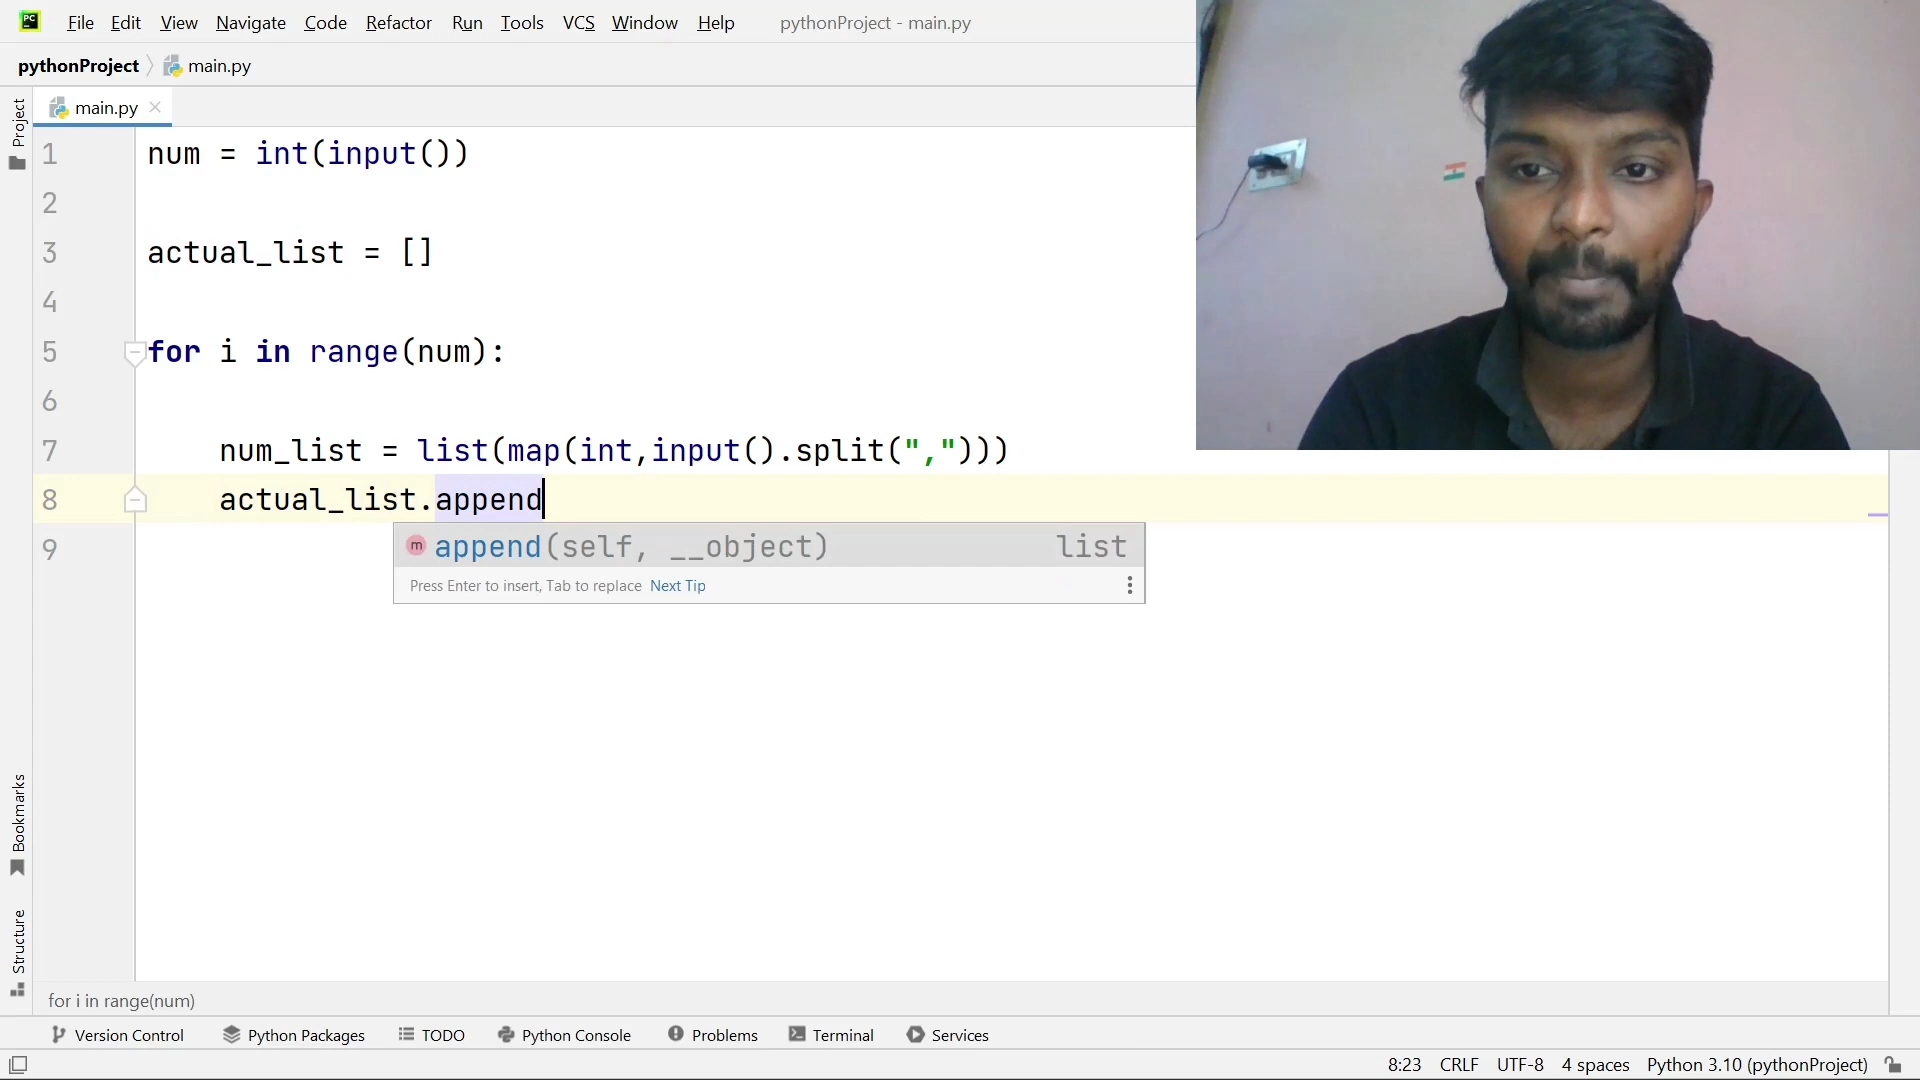 PC File Edit View Navigate Code Refactor Run Tools VCS Window Help pythonProject - main.py
pythonProject main.py
main.py
Project
1 num = int(input())
2
3 actual_list = []
4
5 for i in range(num):
6
7 num_list = list(map(int,input().split(",")))
8 actual_list.append
m append(self, __object) list
Press Enter to insert, Tab to replace Next Tip
9
Bookmarks
Structure
for i in range(num)
Version Control Python Packages TODO Python Console Problems Terminal Services
8:23 CRLF UTF-8 4 spaces Python 3.10 (pythonProject)